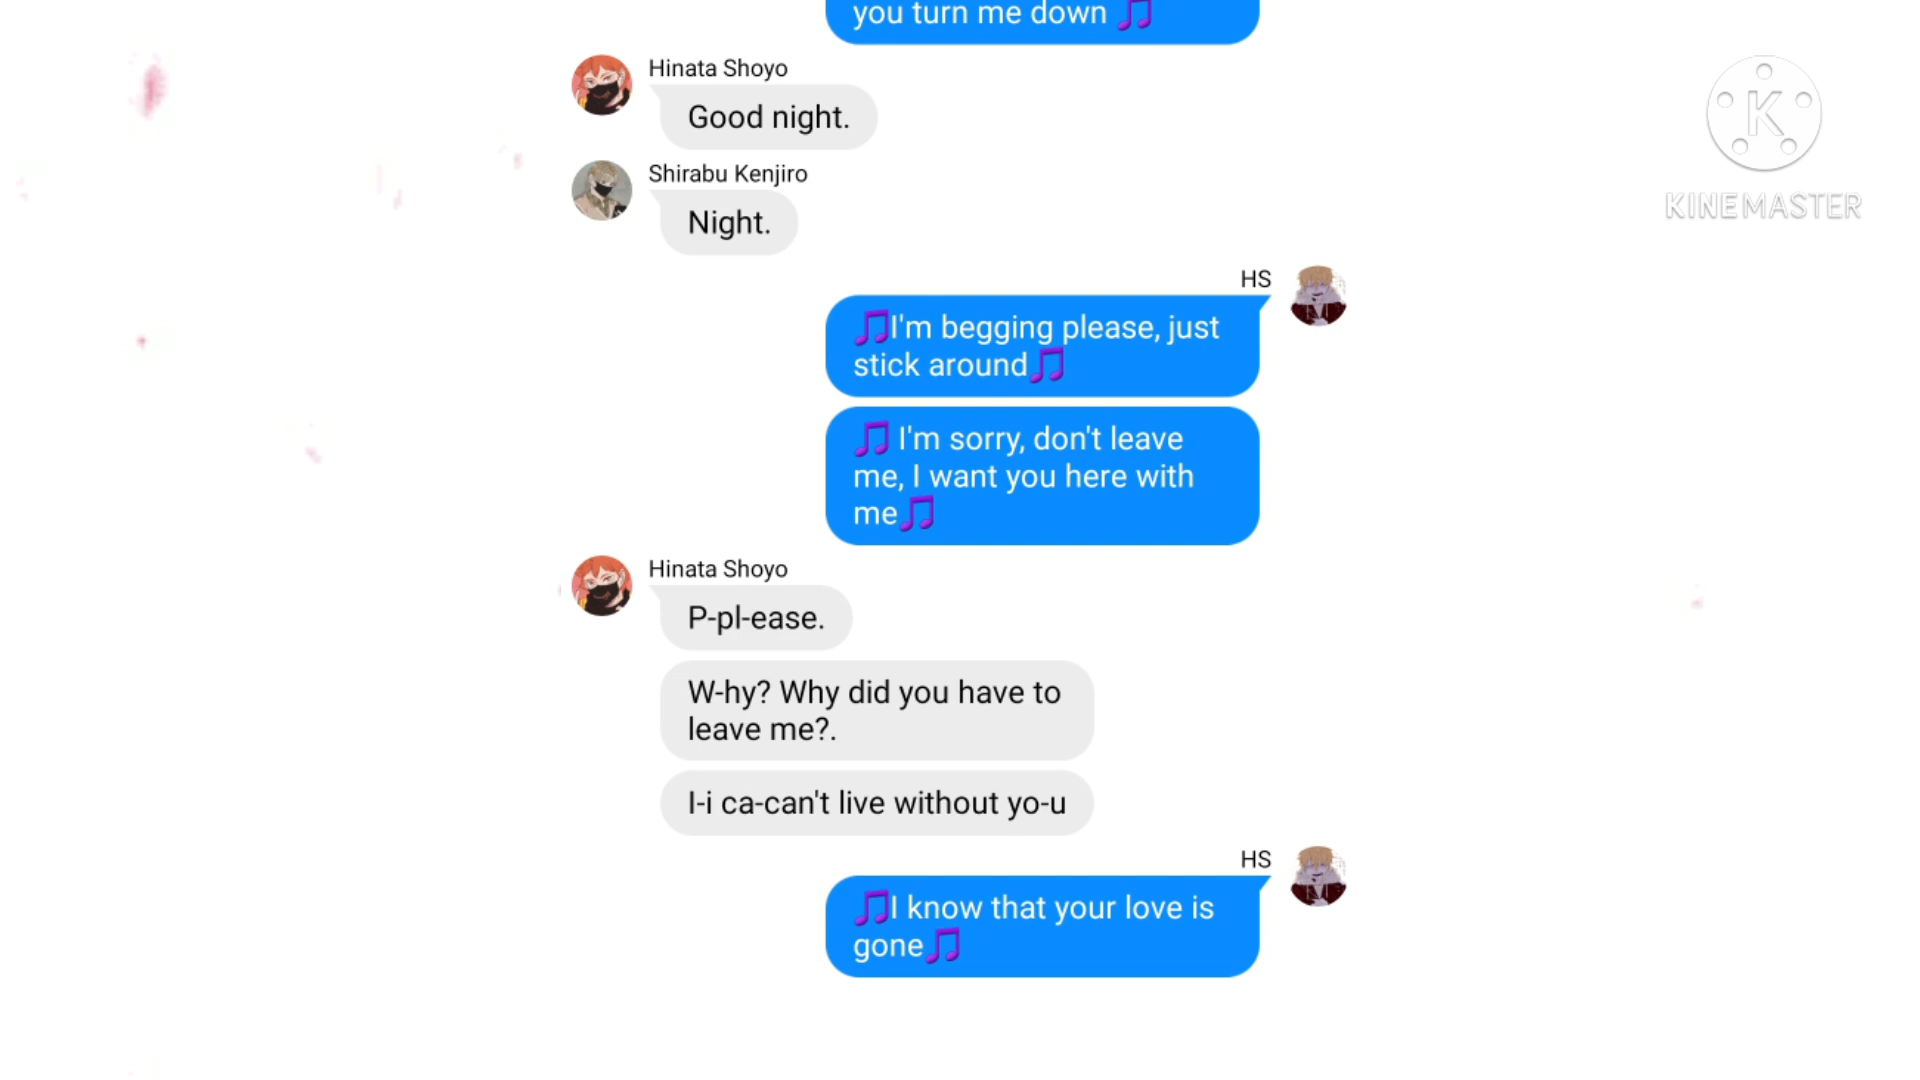 you turn me down 🎵
Hinata Shoyo
Good night.
Shirabu Kenjiro
Night.
HS
🎵I'm begging please, just
stick around🎵
🎵 I'm sorry, don't leave
me, I want you here with
me🎵
Hinata Shoyo
P-pl-ease.
W-hy? Why did you have to
leave me?.
I-i ca-can't live without yo-u
HS
🎵I know that your love is
gone🎵
K
KINEMASTER